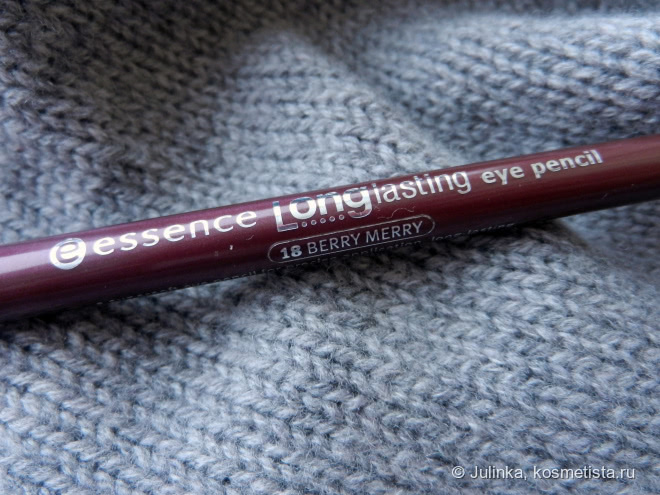 essence Longlasting eye pencil
18 BERRY MERRY
© Julinka, kosmetista.ru